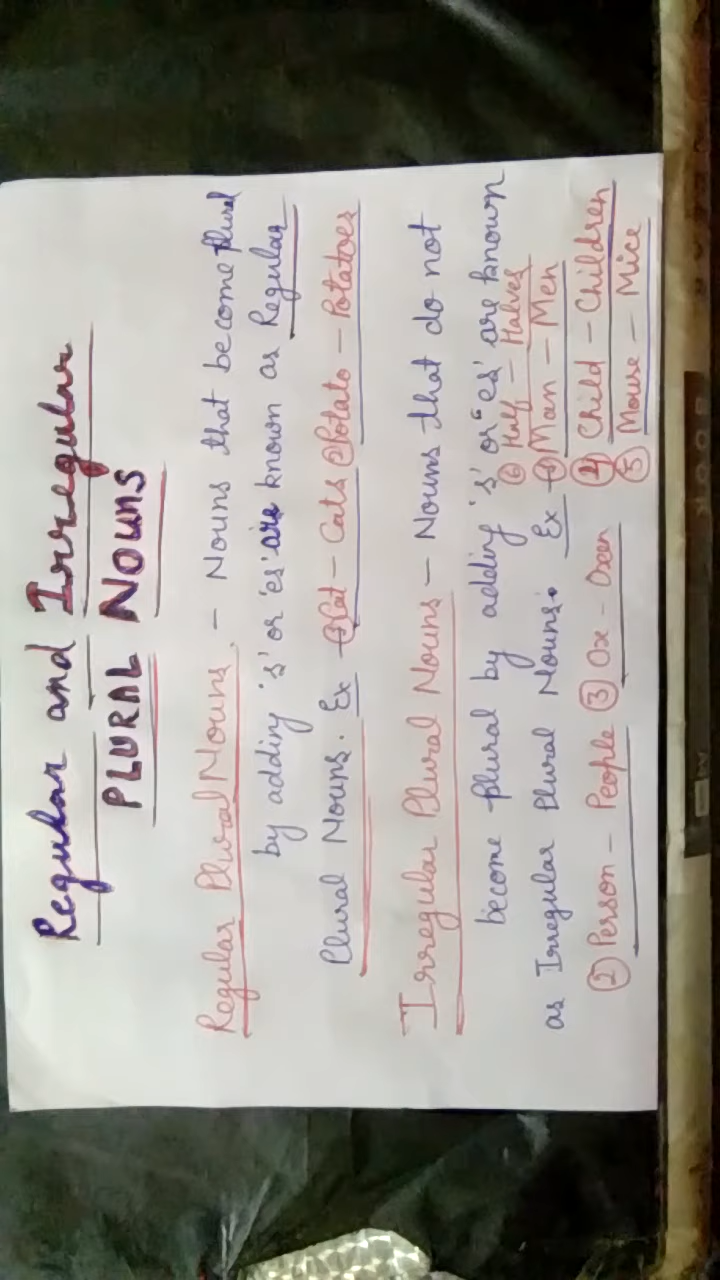 Regular and Irregular
PLURAL NOUNS
Regular Plural Nouns. - Nouns that become plural
by adding 's' or 'es' are known as Regular
Plural Nouns. Ex ① Cat - Cats ② Potato - Potatoes
Irregular Plural Nouns - Nouns that do not
become plural by adding 's' or "es' are known
⑥ Half - Halves
as Irregular Plural Nouns. Ex ① Man - Men
② Person - People ③ Ox - Oxen ④ Child - Children
⑤ Mouse - Mice